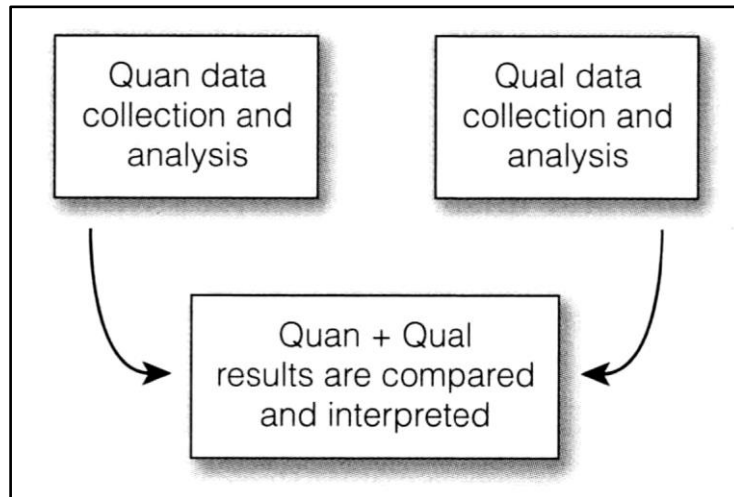 Quan data
collection and
analysis
Qual data
collection and
analysis
Quan + Qual
results are compared
and interpreted